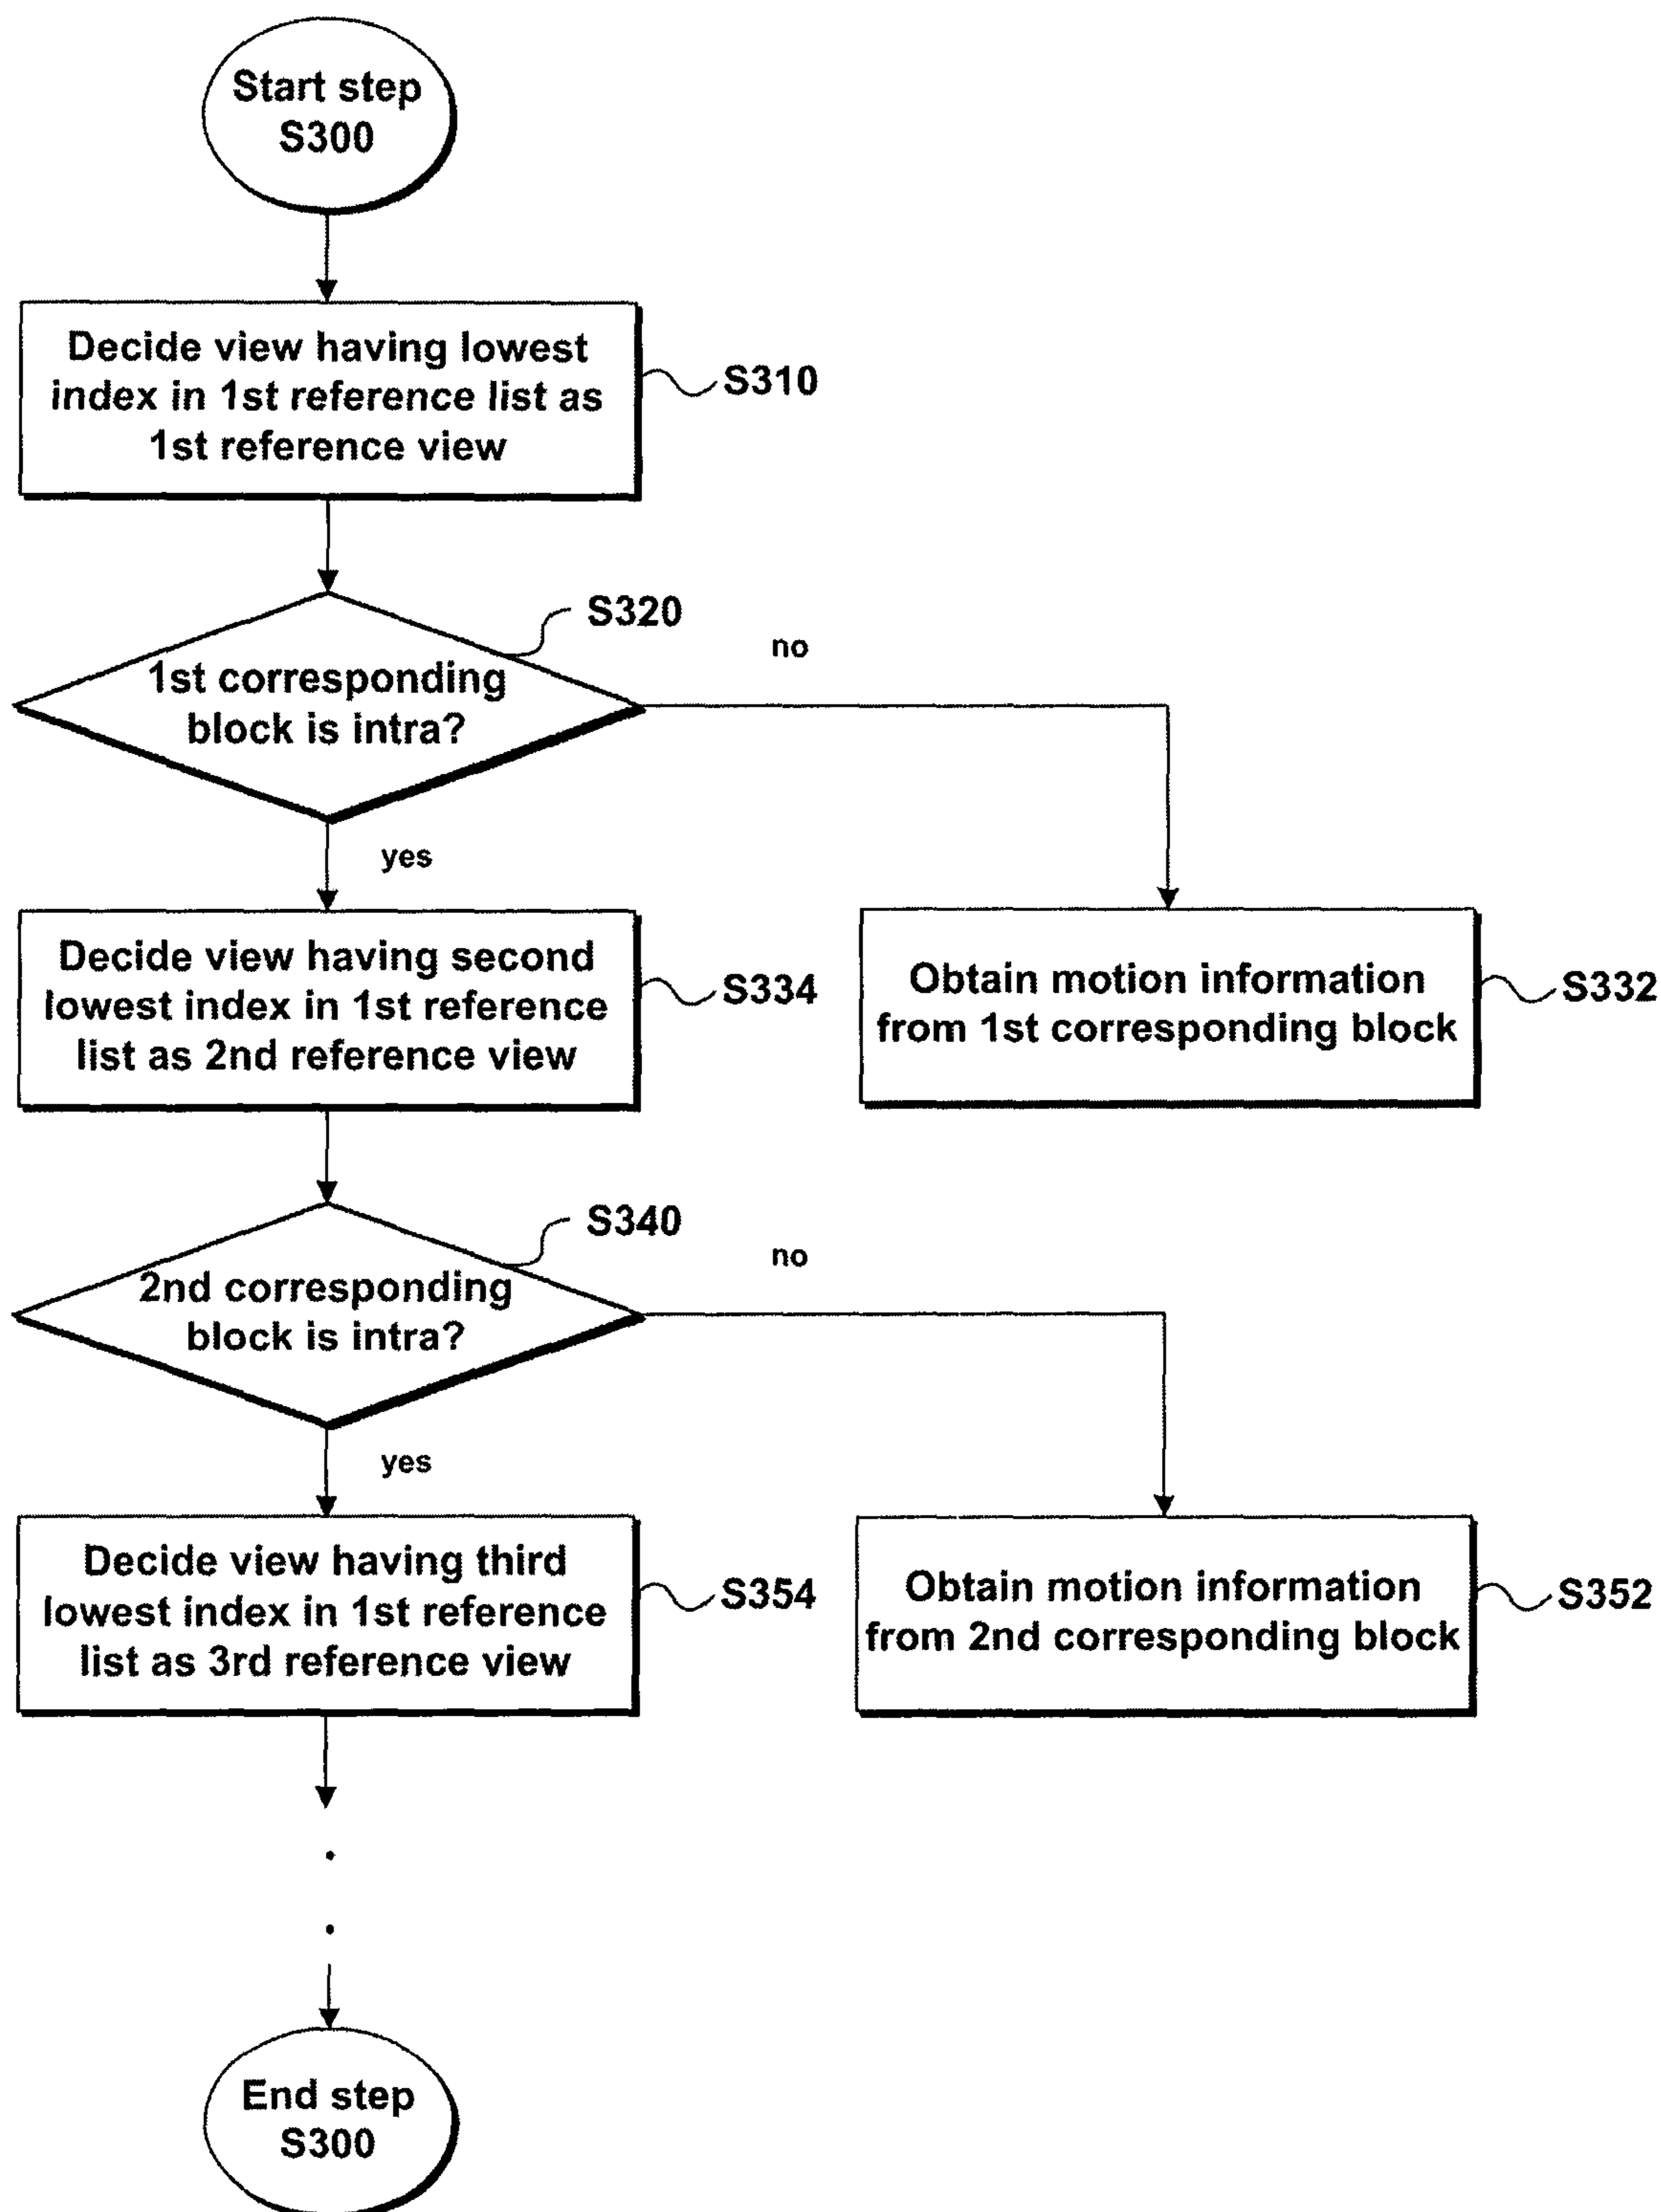 Start step
S300
Decide view having lowest
index in 1st reference list as
1st reference view
S310
S320
no
1st corresponding
block is intra?
yes
Decide view having second
lowest index in 1st reference
list as 2nd reference view
S334
Obtain motion information
from 1st corresponding block
S332
S340
no
2nd corresponding
block is intra?
yes
Decide view having third
lowest index in 1st reference
list as 3rd reference view
S354
Obtain motion information
from 2nd corresponding block
S352
End step
S300